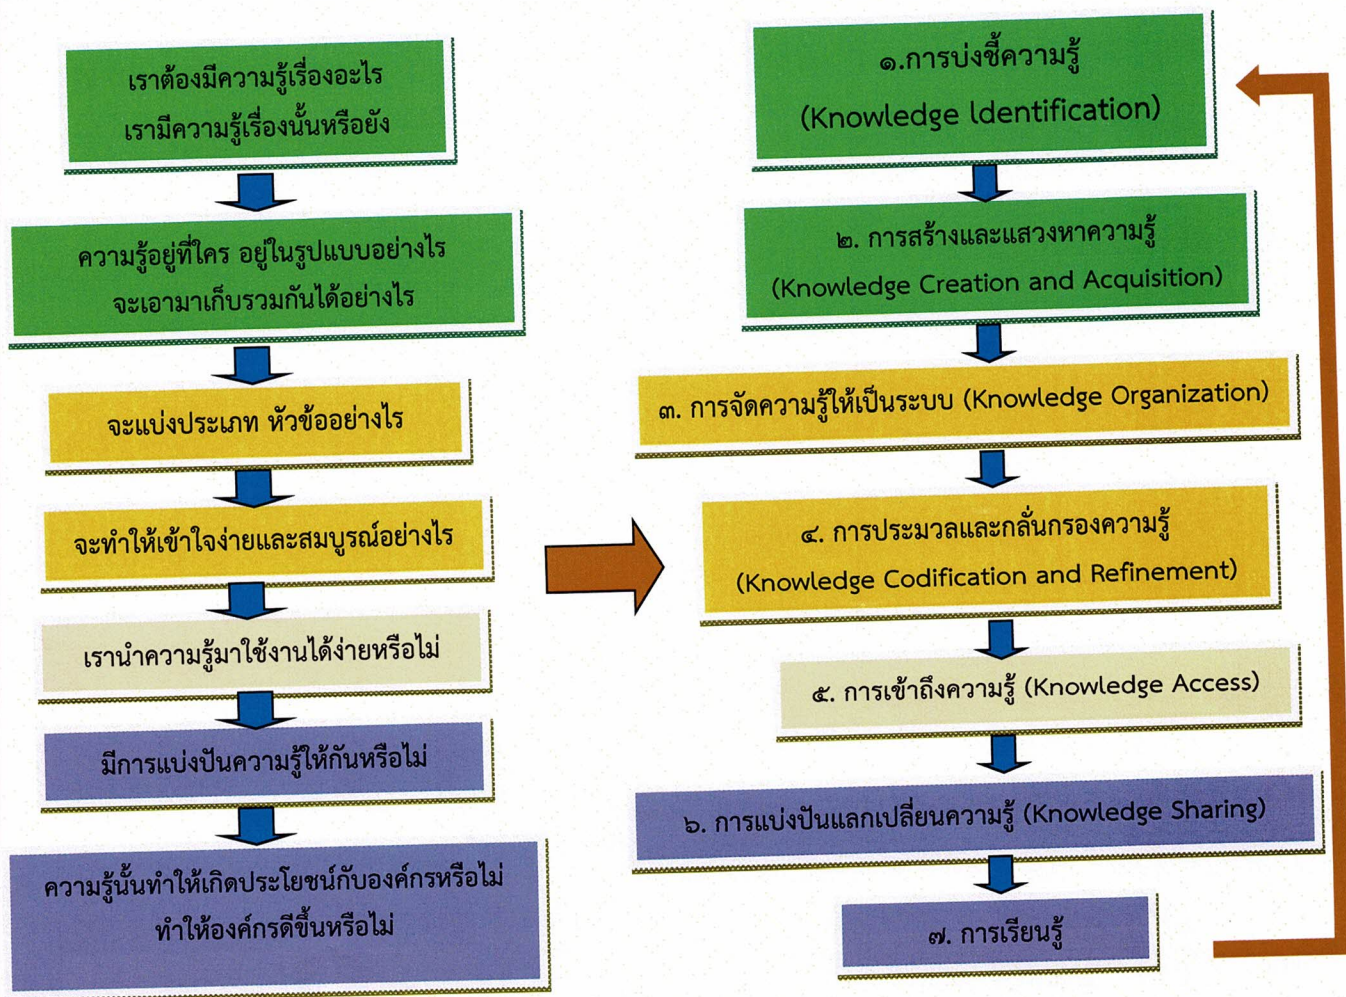 เราต้องมีความรู้เรื่องอะไร
เรามีความรู้เรื่องนั้นหรือยัง
ความรู้อยู่ที่ใคร อยู่ในรูปแบบอย่างไร
จะเอามาเก็บรวมกันได้อย่างไร
จะแบ่งประเภท หัวข้ออย่างไร
จะทำให้เข้าใจง่ายและสมบูรณ์อย่างไร
เรานำความรู้มาใช้งานได้ง่ายหรือไม่
มีการแบ่งปันความรู้ให้กันหรือไม่
ความรู้นั้นทำให้เกิดประโยชน์กับองค์กรหรือไม่
ทำให้องค์กรดีขึ้นหรือไม่
๑.การบ่งชี้ความรู้
(Knowledge ldentification)
๒. การสร้างและแสวงหาความรู้
(Knowledge Creation and Acquisition)
๓. การจัดความรู้ให้เป็นระบบ (Knowledge Organization)
๔. การประมวลและกลั่นกรองความรู้
(Knowledge Codification and Refinement)
๕. การเข้าถึงความรู้ (Knowledge Access)
๖. การแบ่งปันแลกเปลี่ยนความรู้ (Knowledge Sharing)
๗. การเรียนรู้